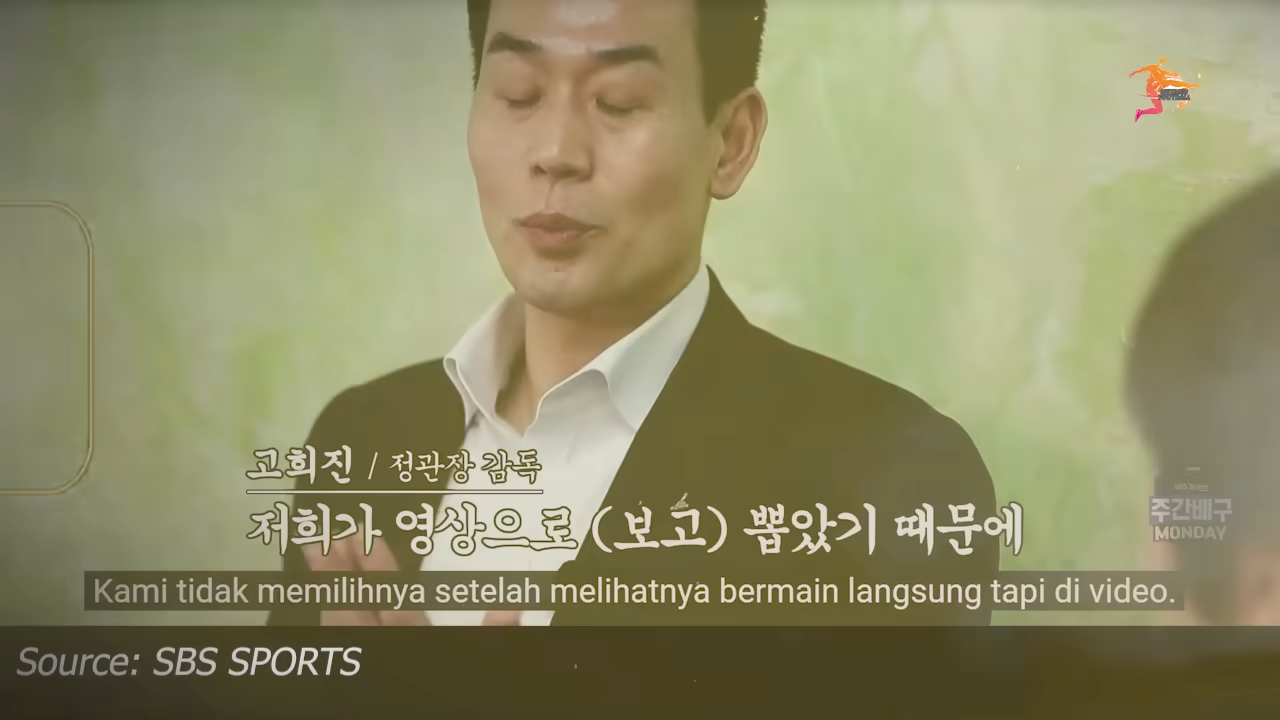 고희진 / 정관장 감독
저희가 영상으로 (보고) 뽑았기 때문에
SBS SPORTS
주간배구
MONDAY
Kami tidak memilihnya setelah melihatnya bermain langsung tapi di video.
Source: SBS SPORTS